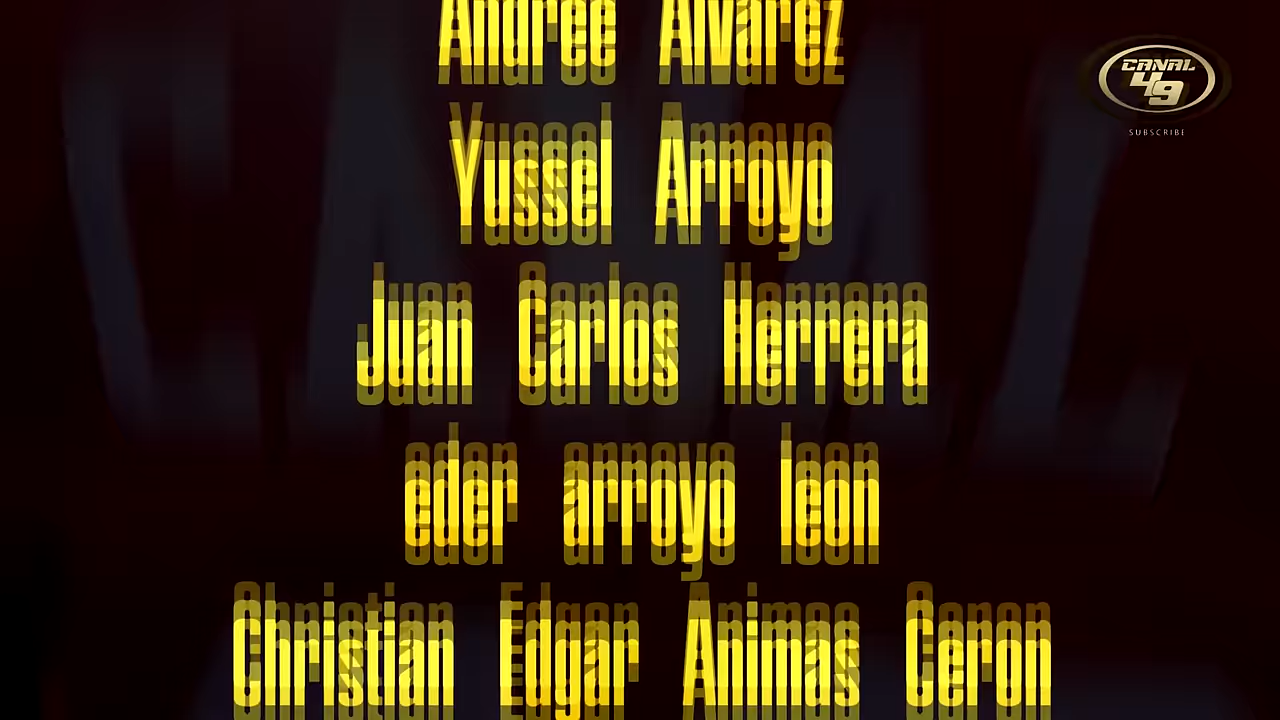 Andree Alvarez
CANAL
49
SUBSCRIBE
Yussel Arroyo
Juan Carlos Herrera
eder arroyo leon
Christian Edgar Animas Ceron